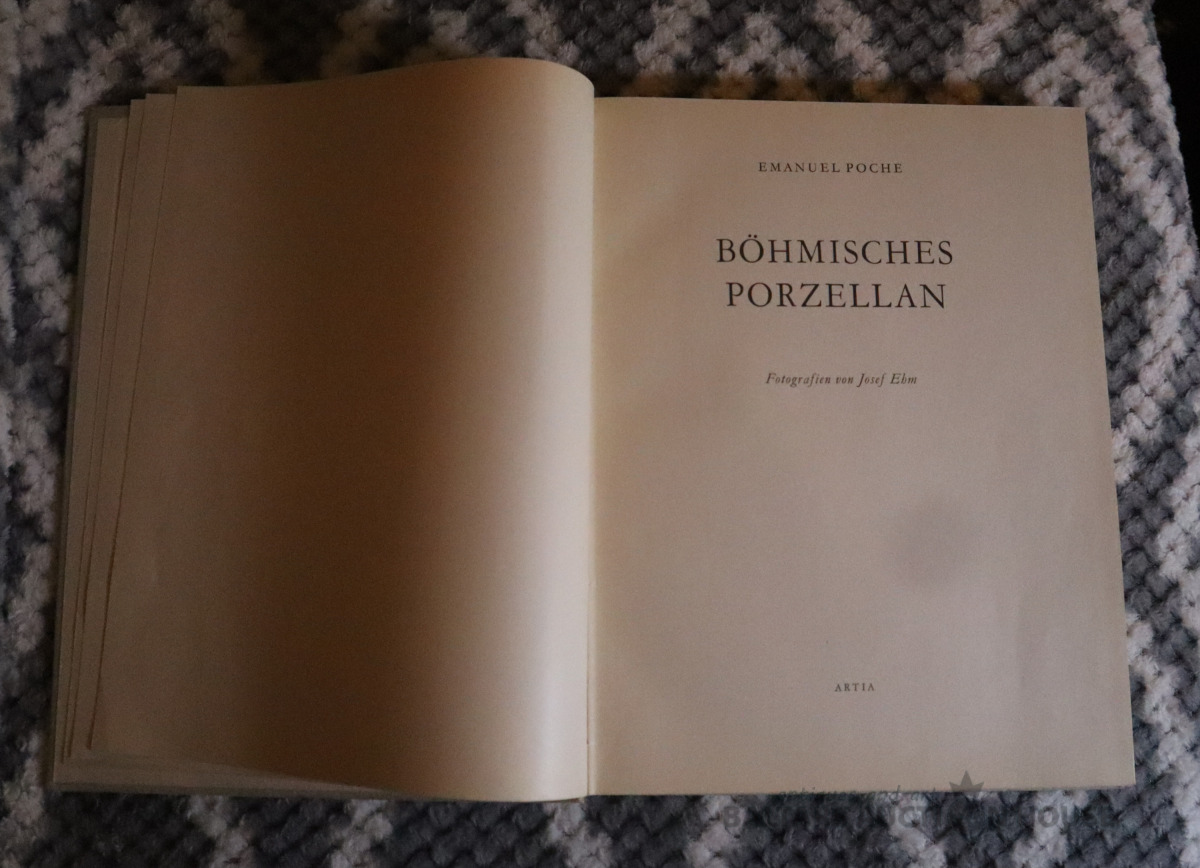 EMANUEL POCHE
BÖHMISCHES
PORZELLAN
Fotografien von Josef Ehm
ARTIA